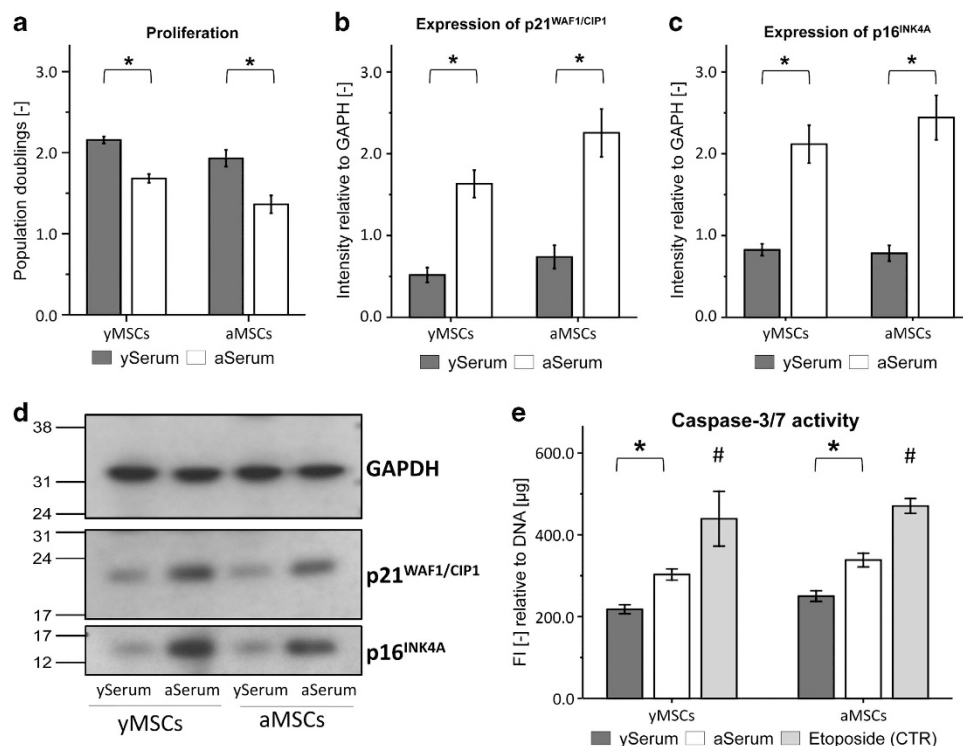 a
Proliferation
Population doublings [-]
3.0
2.0
1.0
0.0
*
*
yMSCs
aMSCs
ySerum
aSerum
b
Expression of p21WAF1/CIP1
Intensity relative to GAPH [-]
3.0
2.0
1.0
0.0
*
*
yMSCs
aMSCs
ySerum
aSerum
c
Expression of p16INK4A
Intensity relative to GAPH [-]
3.0
2.0
1.0
0.0
*
*
yMSCs
aMSCs
ySerum
aSerum
d
38
31
24
GAPDH
31
24
17
p21WAF1/CIP1
17
12
p16INK4A
ySerum aSerum ySerum aSerum
yMSCs aMSCs
e
Caspase-3/7 activity
FI [-] relative to DNA [µg]
600.0
400.0
200.0
0.0
*
#
*
#
yMSCs
aMSCs
ySerum
aSerum
Etoposide (CTR)